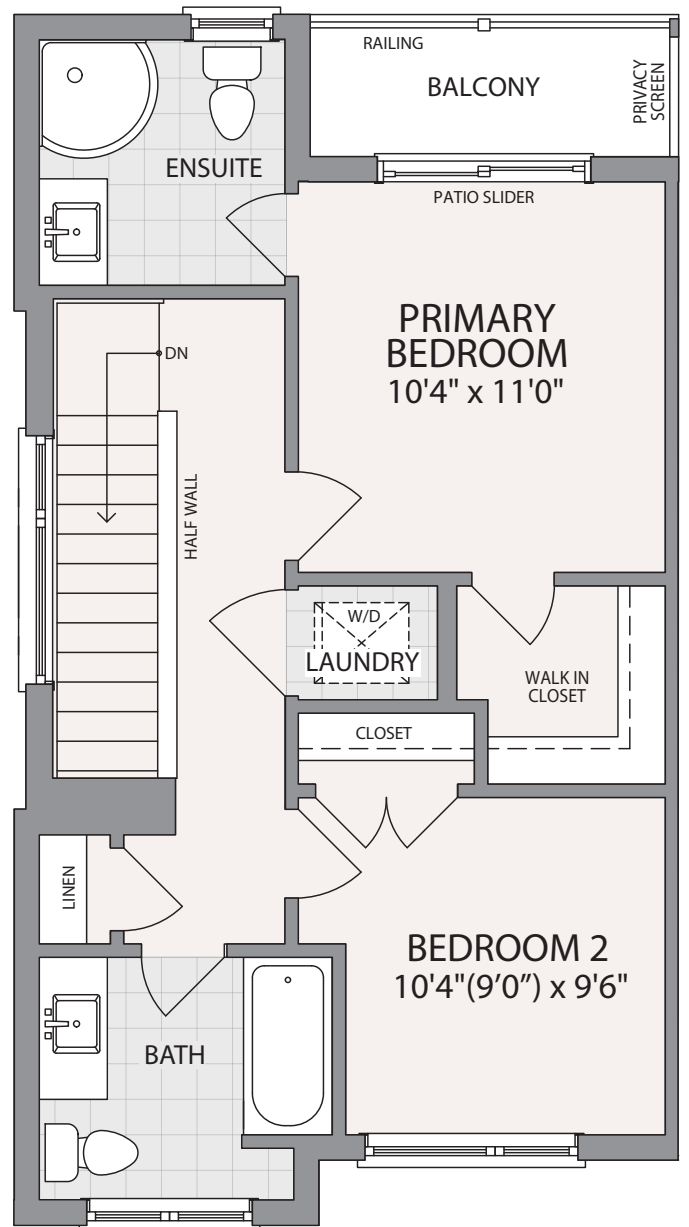 RAILING
BALCONY
PRIVACY
SCREEN
ENSUITE
PATIO SLIDER
PRIMARY
BEDROOM
10'4" x 11'0"
DN
HALF WALL
W/D
LAUNDRY
WALK IN
CLOSET
CLOSET
LINEN
BEDROOM 2
10'4"(9'0”) x 9'6"
BATH